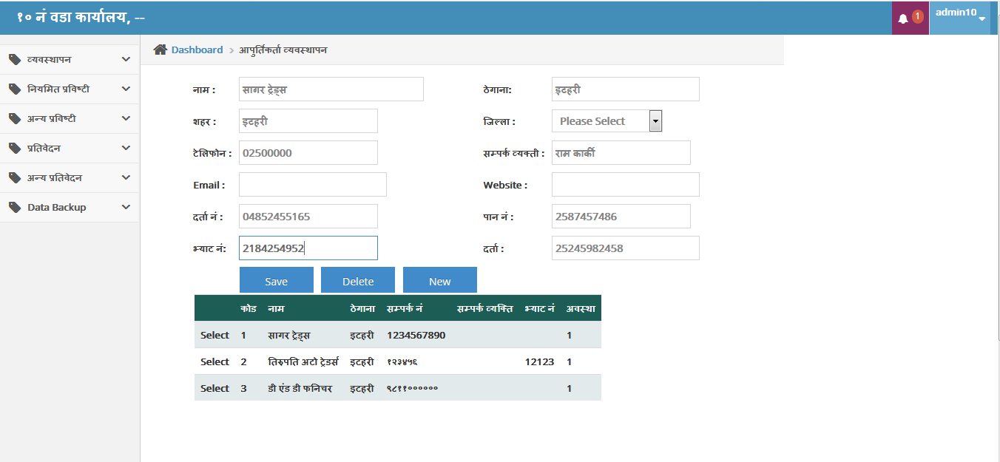 १० नं वडा कार्यालय, --
1
admin10
व्यवस्थापन
नियमित प्रविष्टी
अन्य प्रविष्टी
प्रतिवेदन
अन्य प्रतिवेदन
Data Backup
Dashboard > आपुर्तिकर्ता व्यवस्थापन
नाम : सागर ट्रेड्स ठेगाना: इटहरी
शहर : इटहरी जिल्ला : Please Select
टेलिफोन : 02500000 सम्पर्क व्यक्ती : राम कार्की
Email : Website :
दर्ता नं : 04852455165 पान नं : 2587457486
भ्याट नं: 2184254952 दर्ता : 25245982458
Save Delete New
कोड नाम ठेगाना सम्पर्क नं सम्पर्क व्यक्ति भ्याट नं अवस्था
Select 1 सागर ट्रेड्स इटहरी 1234567890 1
Select 2 तिरुपति अटो ट्रेडर्स इटहरी १२३४५६ 12123 1
Select 3 डी एंड डी फनिचर इटहरी ९८११०००००० 1